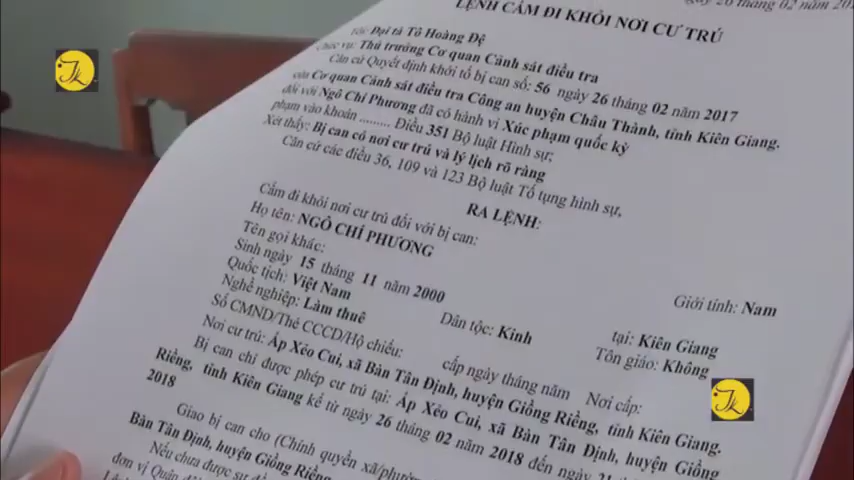 ngày 26 tháng 02 năm
LỆNH CẤM ĐI KHỎI NƠI CƯ TRÚ
Tôi: Đại tá Tô Hoàng Đệ
Chức vụ: Thủ trưởng Cơ quan Cảnh sát điều tra
Căn cứ Quyết định khởi tố bị can số: 56 ngày 26 tháng 02 năm 2017
của Cơ quan Cảnh sát điều tra Công an huyện Châu Thành, tỉnh Kiên Giang.
đối với Ngô Chí Phương đã có hành vi Xúc phạm quốc kỳ
phạm vào khoản ......... Điều 351 Bộ luật Hình sự;
Xét thấy: Bị can có nơi cư trú và lý lịch rõ ràng
Căn cứ các điều 36, 109 và 123 Bộ luật Tố tụng hình sự,
RA LỆNH:
Cấm đi khỏi nơi cư trú đối với bị can:
Họ tên: NGÔ CHÍ PHƯƠNG
Giới tính: Nam
Tên gọi khác:
Sinh ngày 15 tháng 11 năm 2000
tại: Kiên Giang
Quốc tịch: Việt Nam
Dân tộc: Kinh
Tôn giáo: Không
Nghề nghiệp: Làm thuê
Số CMND/Thẻ CCCD/Hộ chiếu:
cấp ngày tháng năm
Nơi cấp:
Nơi cư trú: Ấp Xẻo Cui, xã Bàn Tân Định, huyện Giồng Riềng, tỉnh Kiên Giang.
Bị can chỉ được phép cư trú tại: Ấp Xẻo Cui, xã Bàn Tân Định, huyện Giồng
Riềng, tỉnh Kiên Giang kể từ ngày 26 tháng 02 năm 2018 đến ngày 21
2018
Giao bị can cho (Chính quyền xã/phường
Bàn Tân Định, huyện Giồng Riềng
Nếu chưa được sự
đơn vị Quân